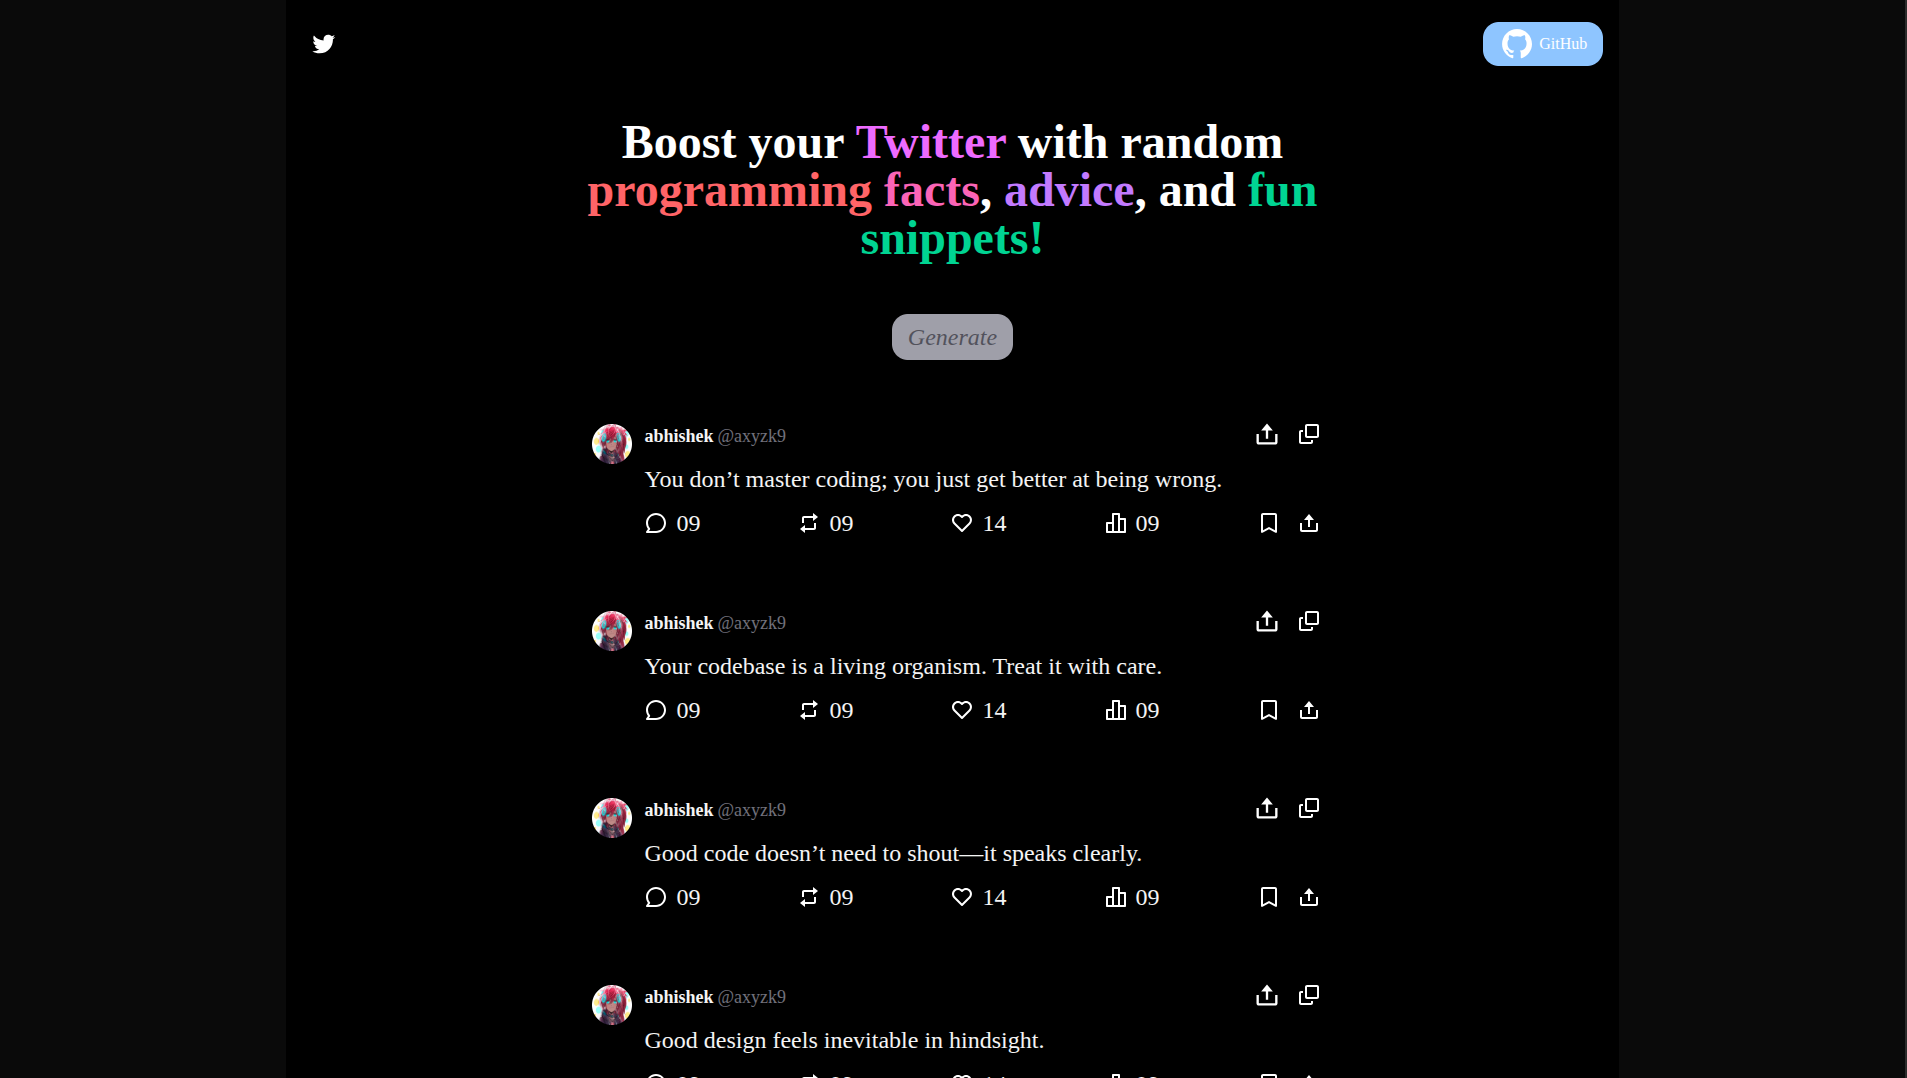 GitHub
Boost your Twitter with random
programming facts, advice, and fun
snippets!
Generate
abhishek @axyzk9
You don’t master coding; you just get better at being wrong.
09 09 14 09
abhishek @axyzk9
Your codebase is a living organism. Treat it with care.
09 09 14 09
abhishek @axyzk9
Good code doesn’t need to shout—it speaks clearly.
09 09 14 09
abhishek @axyzk9
Good design feels inevitable in hindsight.